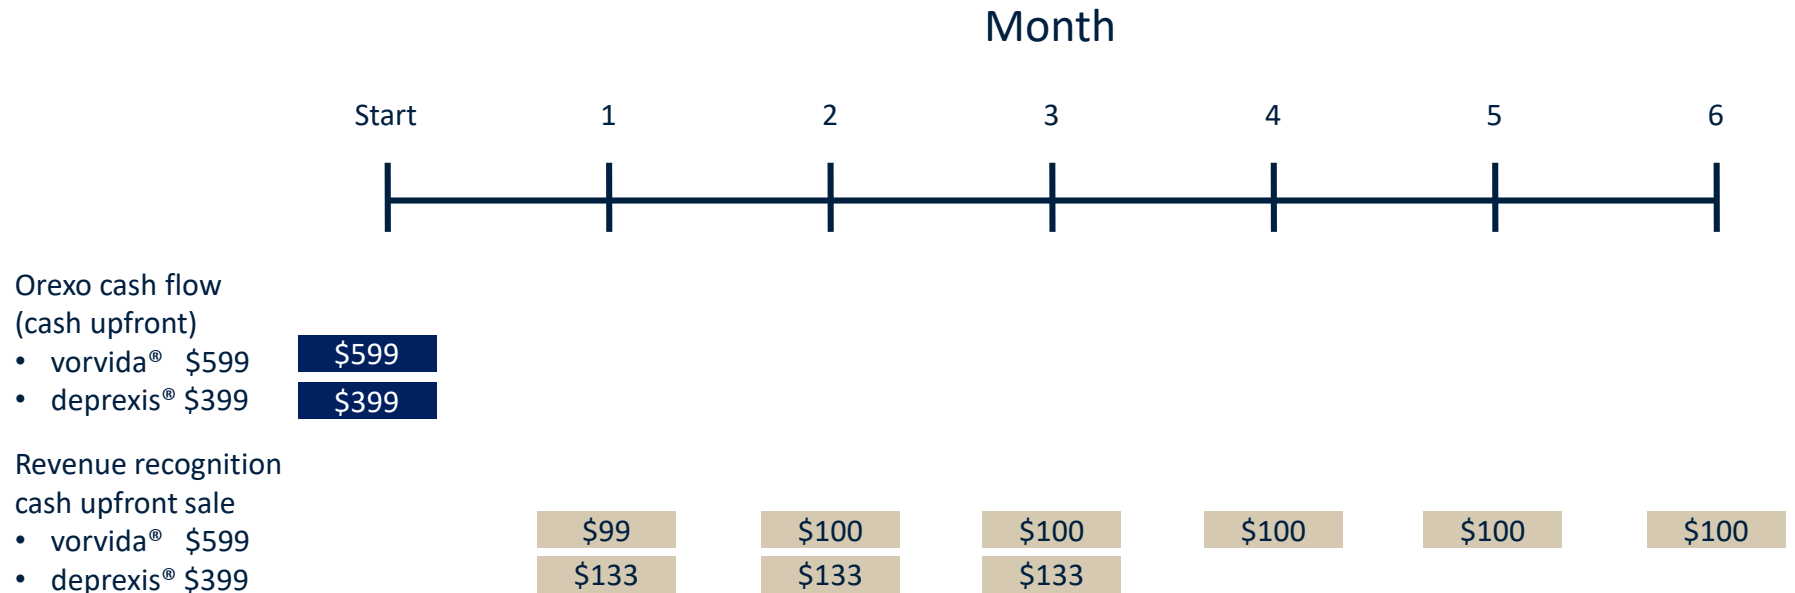 Month
Start 1 2 3 4 5 6
Orexo cash flow
(cash upfront)
• vorvida® $599 $599
• deprexis® $399 $399
Revenue recognition
cash upfront sale
• vorvida® $599 $99 $100 $100 $100 $100 $100
• deprexis® $399 $133 $133 $133